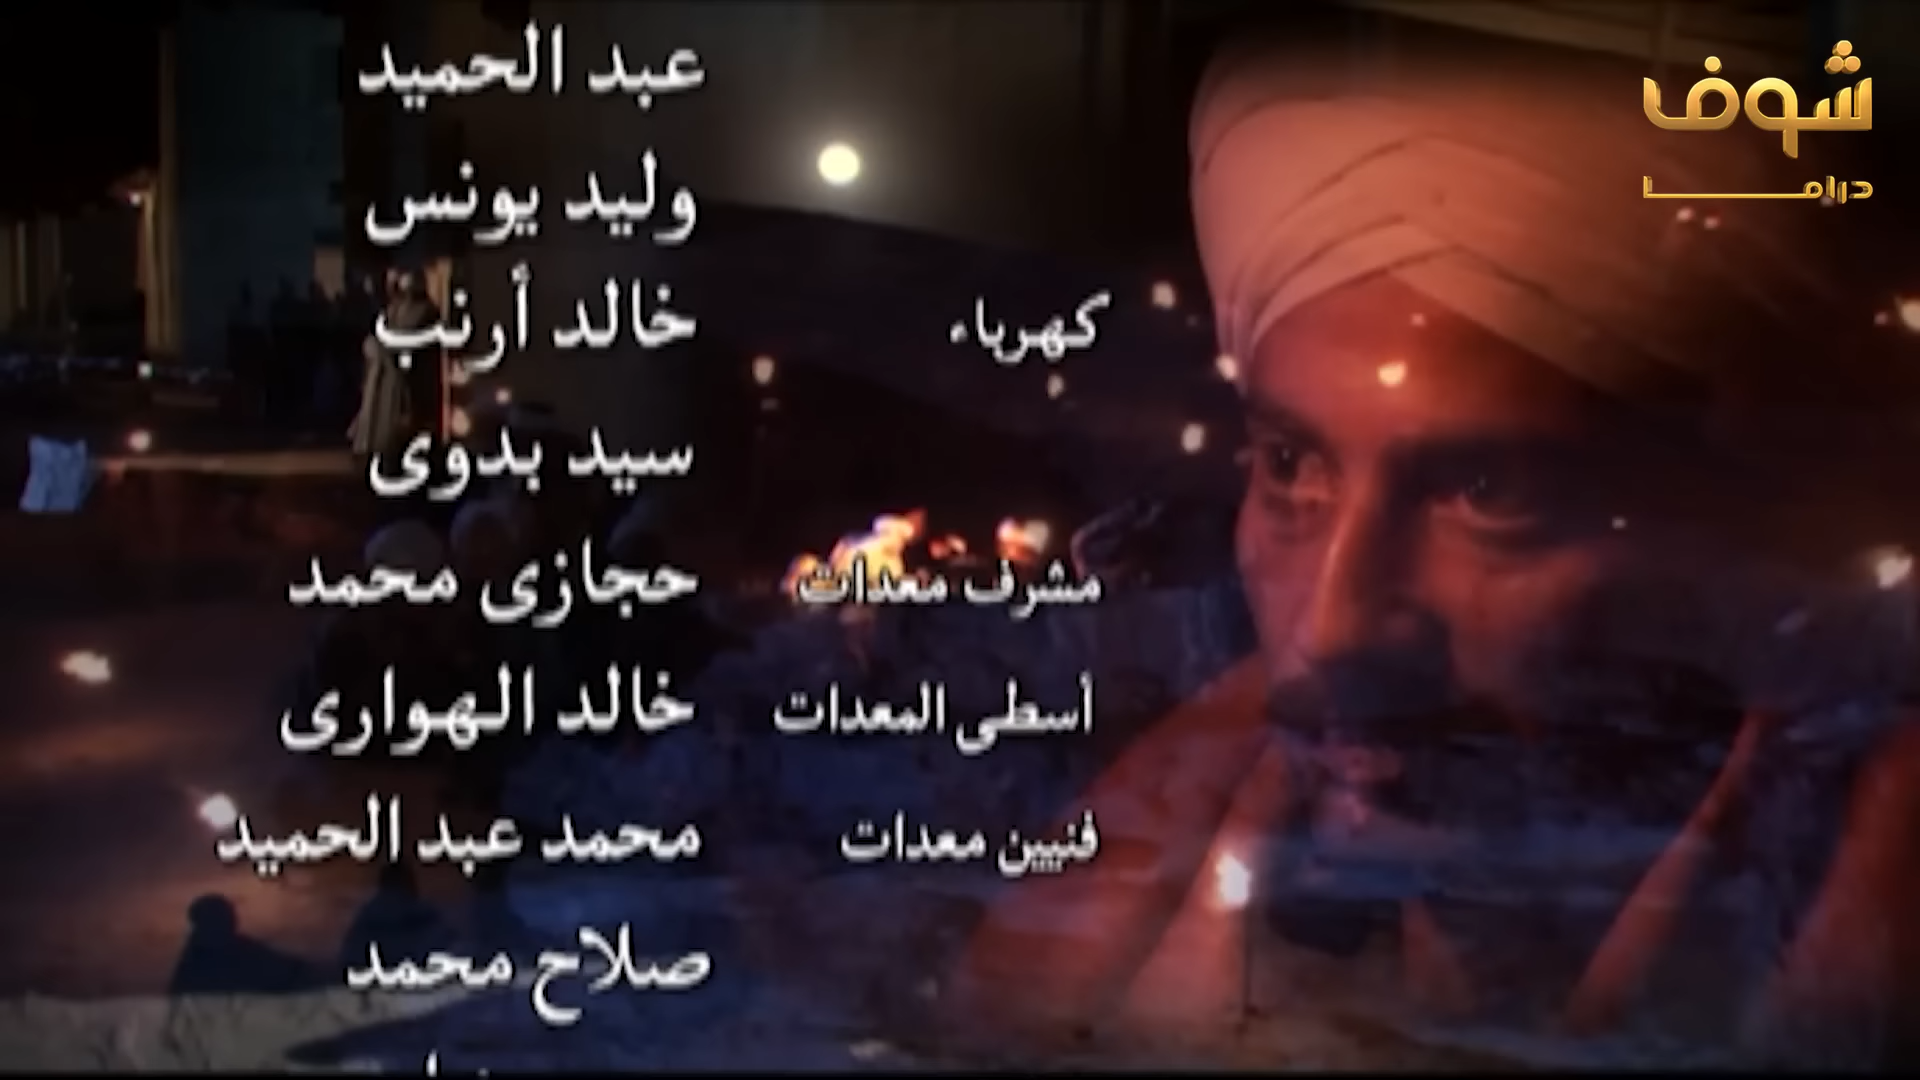 شوف
دراما
عبد الحميد
وليد يونس
كهرباء خالد أرنب
سيد بدوى
مشرف معدات حجازى محمد
أسطى المعدات خالد الهوارى
فنيين معدات محمد عبد الحميد
صلاح محمد